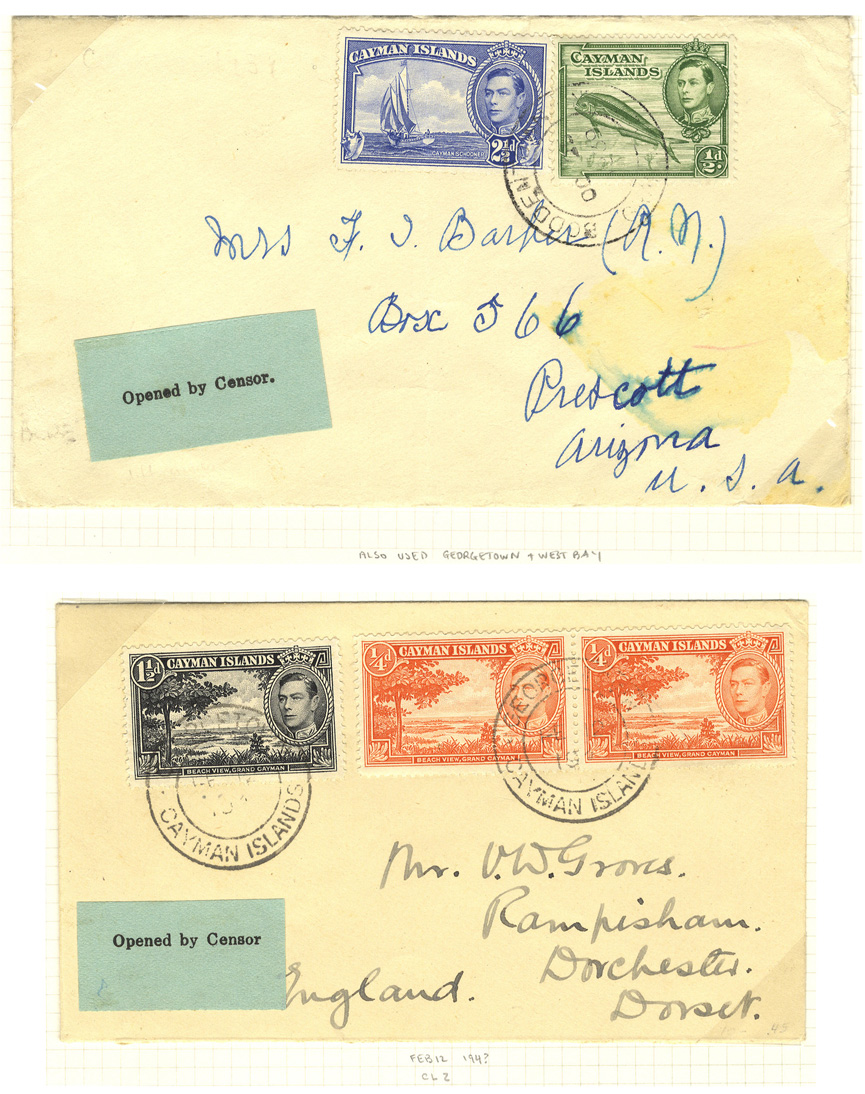 CAYMAN ISLANDS
CAYMAN SCHOONER
2½d
CAYMAN
ISLANDS
½d.
BODDEN
Mrs F. J. Barker (R.N.)
Box 566
Prescott
Arizona
U. S. A.
Opened by Censor.
ALSO USED GEORGETOWN + WEST BAY
1½d CAYMAN ISLANDS
BEACH VIEW, GRAND CAYMAN
¼d CAYMAN ISLANDS
BEACH VIEW, GRAND CAYMAN
¼d CAYMAN ISLANDS
BEACH VIEW, GRAND CAYMAN
CAYMAN ISLANDS
CAYMAN ISLANDS
Mr. V. W. Groves.
Rampisham.
Dorchester.
England. Dorset.
Opened by Censor
FEB 12 194?
CL 2